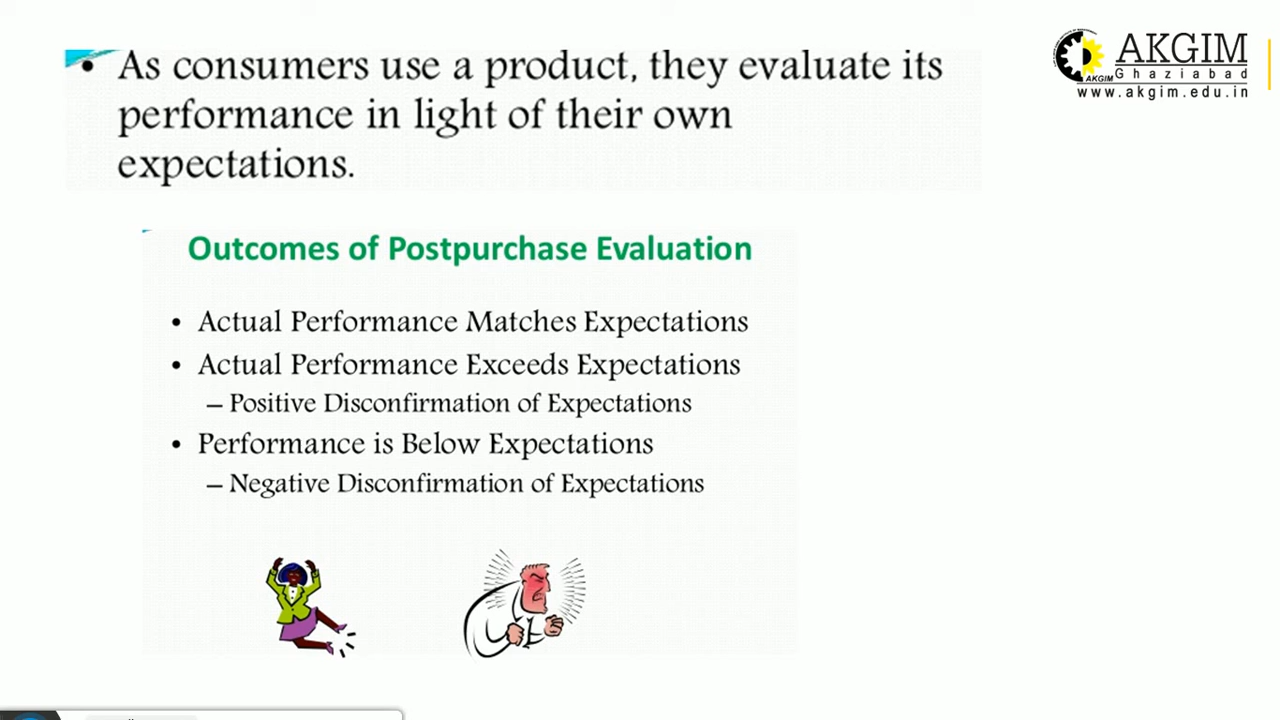 • As consumers use a product, they evaluate its
performance in light of their own
expectations.
AKGIM
Ghaziabad
AKGIM
www.akgim.edu.in
Outcomes of Postpurchase Evaluation
• Actual Performance Matches Expectations
• Actual Performance Exceeds Expectations
– Positive Disconfirmation of Expectations
• Performance is Below Expectations
– Negative Disconfirmation of Expectations